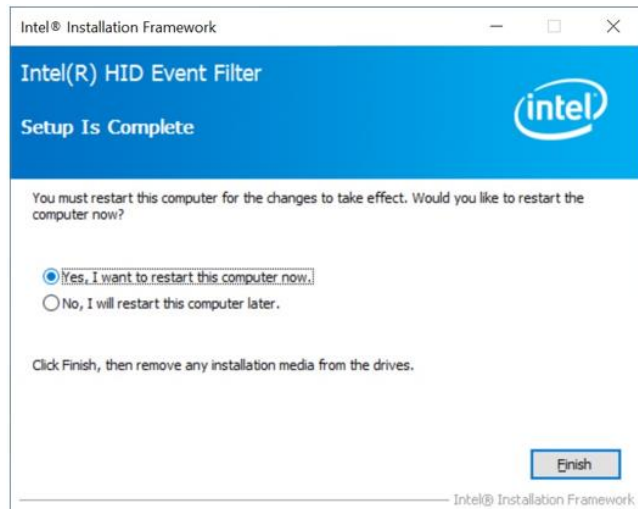 Intel® Installation Framework
Intel(R) HID Event Filter
intel
Setup Is Complete
You must restart this computer for the changes to take effect. Would you like to restart the
computer now?
Yes, I want to restart this computer now.
No, I will restart this computer later.
Click Finish, then remove any installation media from the drives.
Finish
Intel® Installation Framework